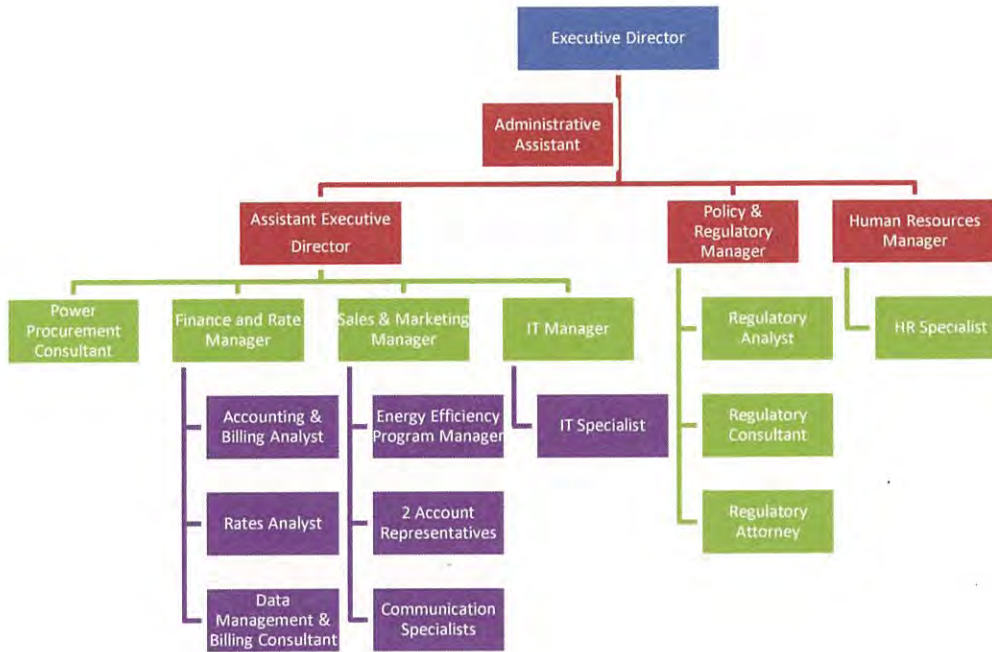 Executive Director
Administrative
Assistant
Assistant Executive
Director
Policy &
Regulatory
Manager
Human Resources
Manager
Power
Procurement
Consultant
Finance and Rate
Manager
Sales & Marketing
Manager
IT Manager
Regulatory
Analyst
HR Specialist
Accounting &
Billing Analyst
Energy Efficiency
Program Manager
IT Specialist
Regulatory
Consultant
Rates Analyst
2 Account
Representatives
Regulatory
Attorney
Data
Management &
Billing Consultant
Communication
Specialists